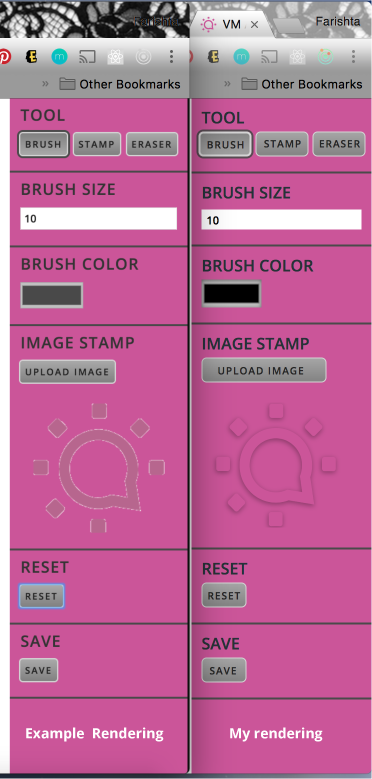 Farishta
VM ×
Farishta
» Other Bookmarks
» Other Bookmarks
TOOL
BRUSH STAMP ERASER
BRUSH SIZE
10
BRUSH COLOR
IMAGE STAMP
UPLOAD IMAGE
RESET
RESET
SAVE
SAVE
Example Rendering
TOOL
BRUSH STAMP ERASER
BRUSH SIZE
10
BRUSH COLOR
IMAGE STAMP
UPLOAD IMAGE
RESET
RESET
SAVE
SAVE
My rendering